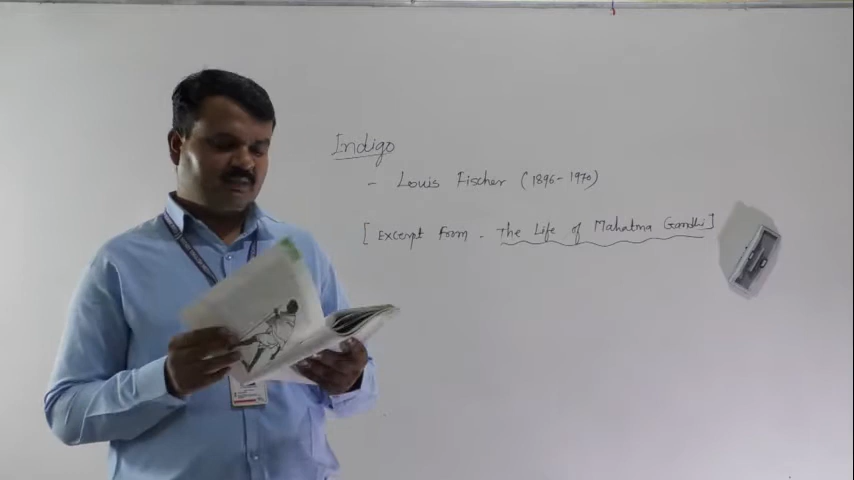 Indigo
- Louis Fischer (1896-1970)
[Excerpt form - The Life of Mahatma Gandhi]